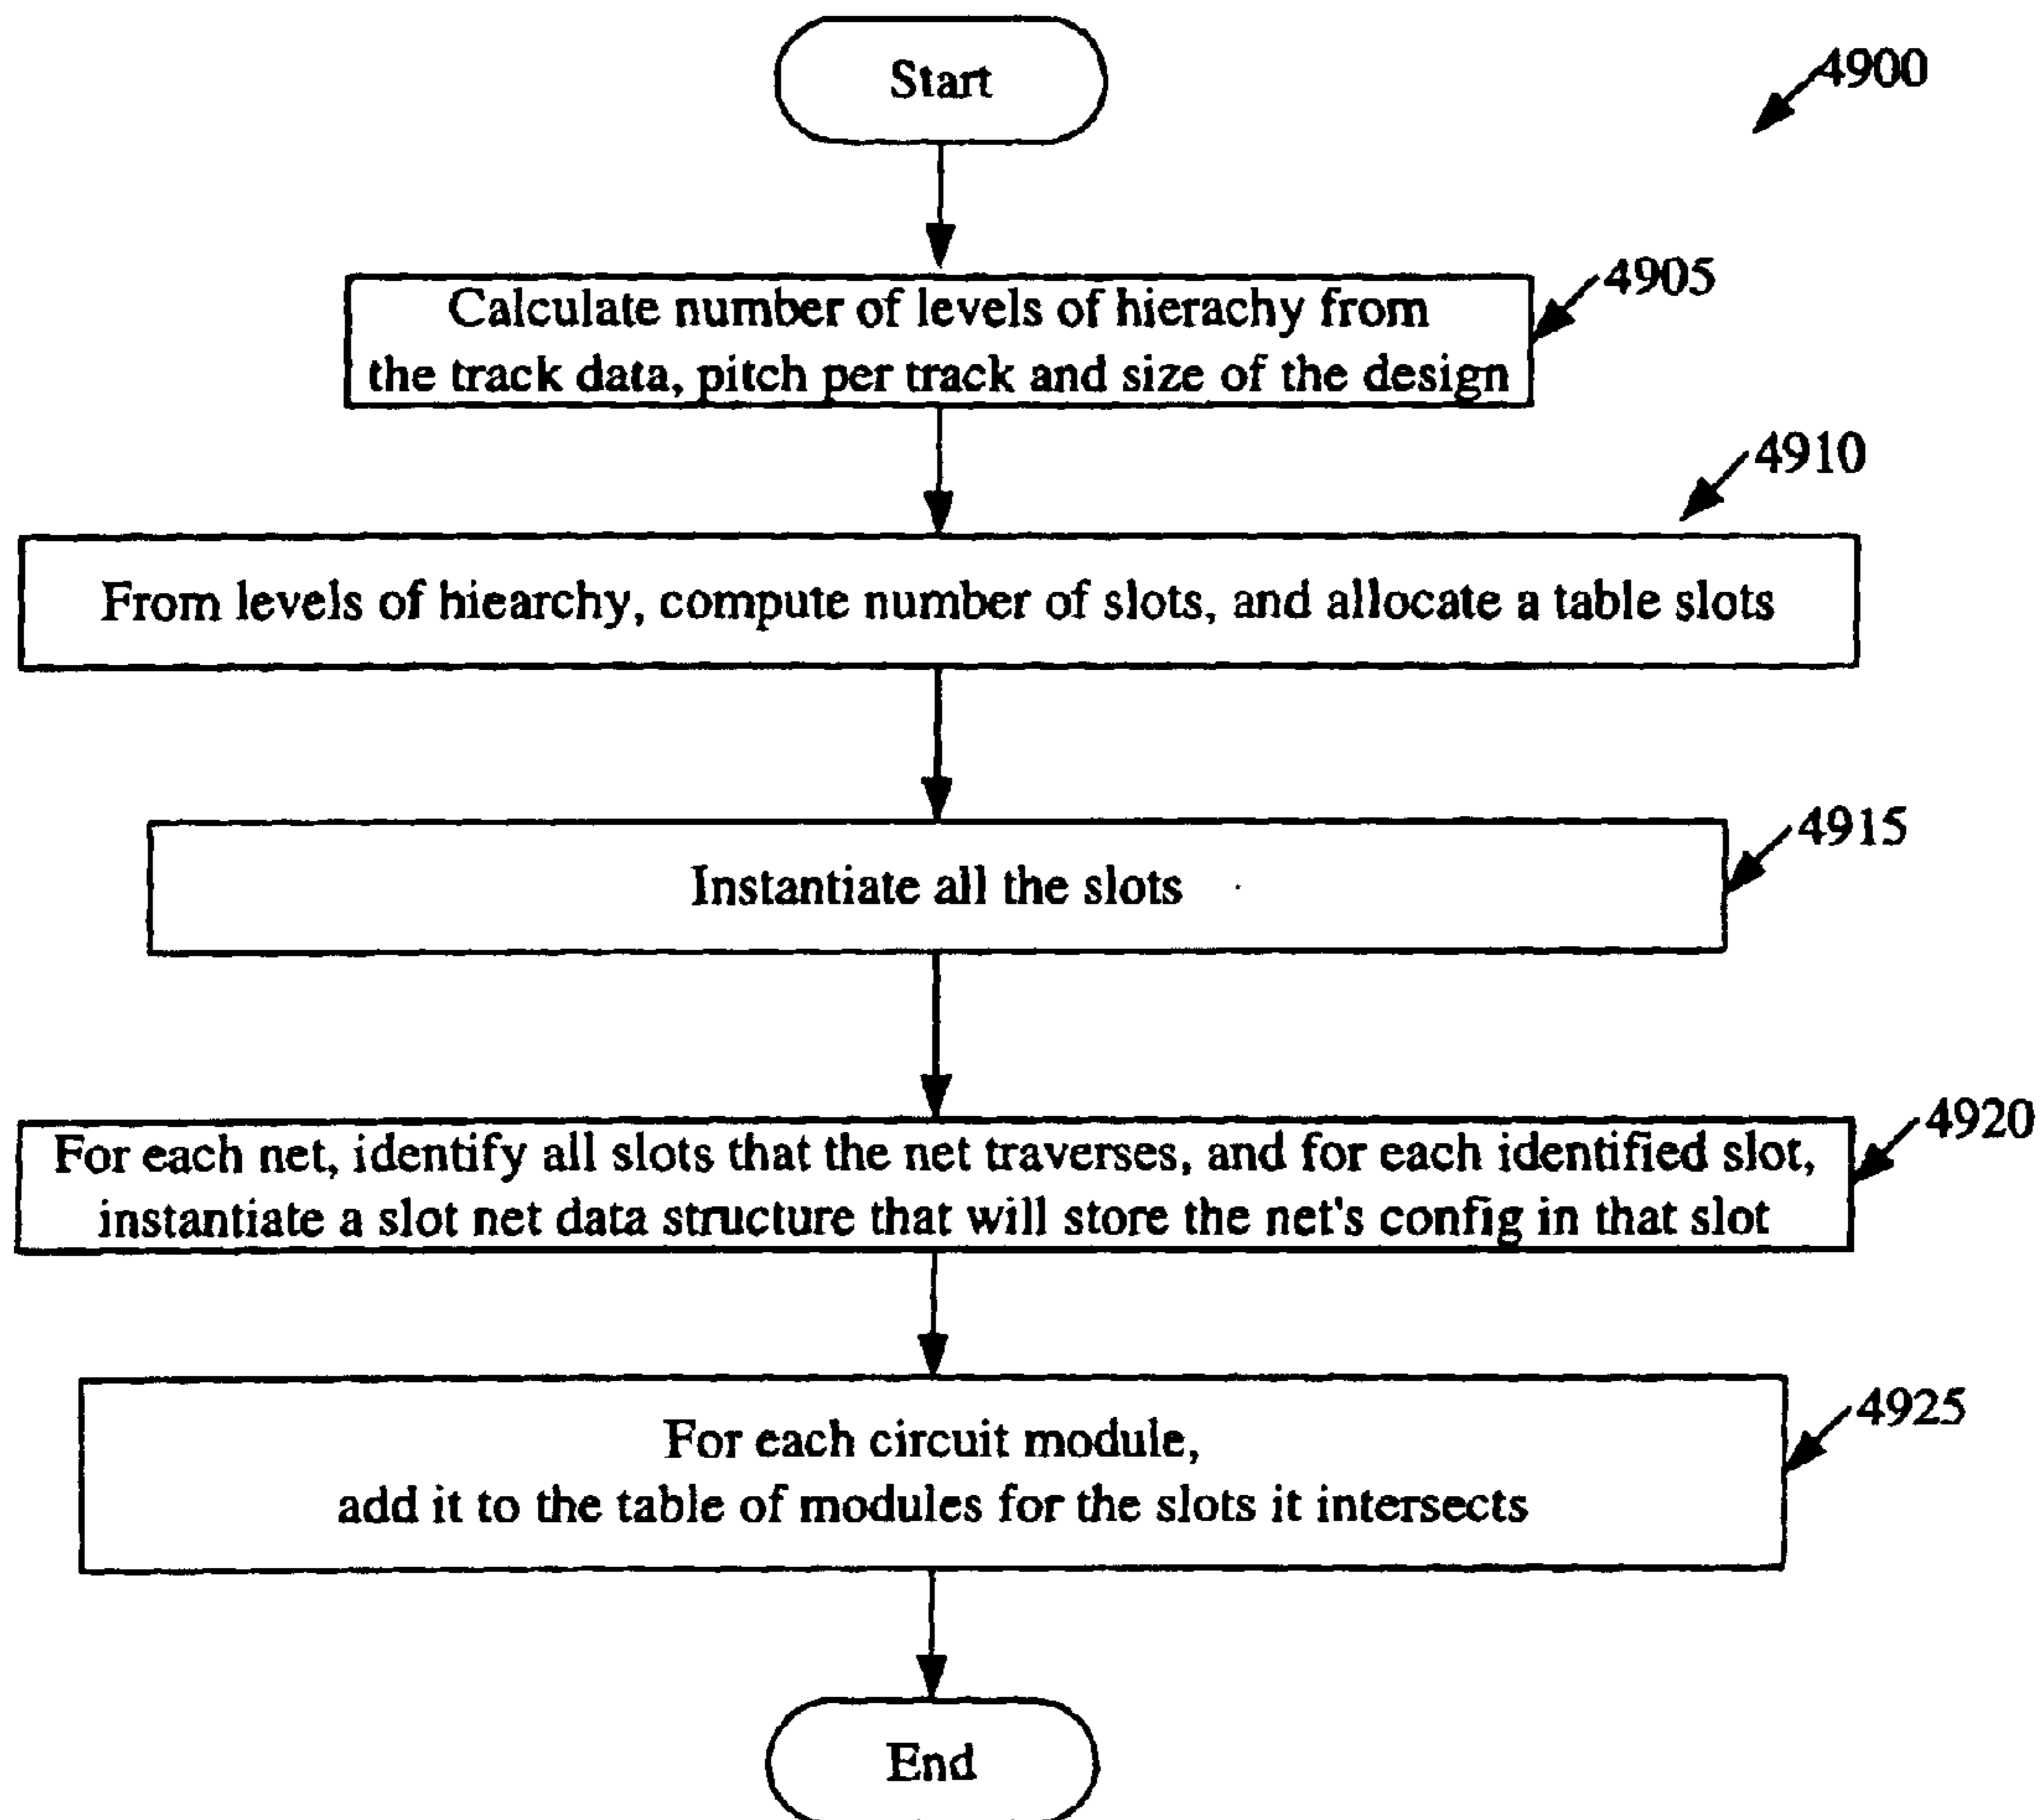 Start
4900
Calculate number of levels of hierachy from
the track data, pitch per track and size of the design
4905
4910
From levels of hiearchy, compute number of slots, and allocate a table slots
Instantiate all the slots
4915
For each net, identify all slots that the net traverses, and for each identified slot,
instantiate a slot net data structure that will store the net's config in that slot
4920
For each circuit module,
add it to the table of modules for the slots it intersects
4925
End